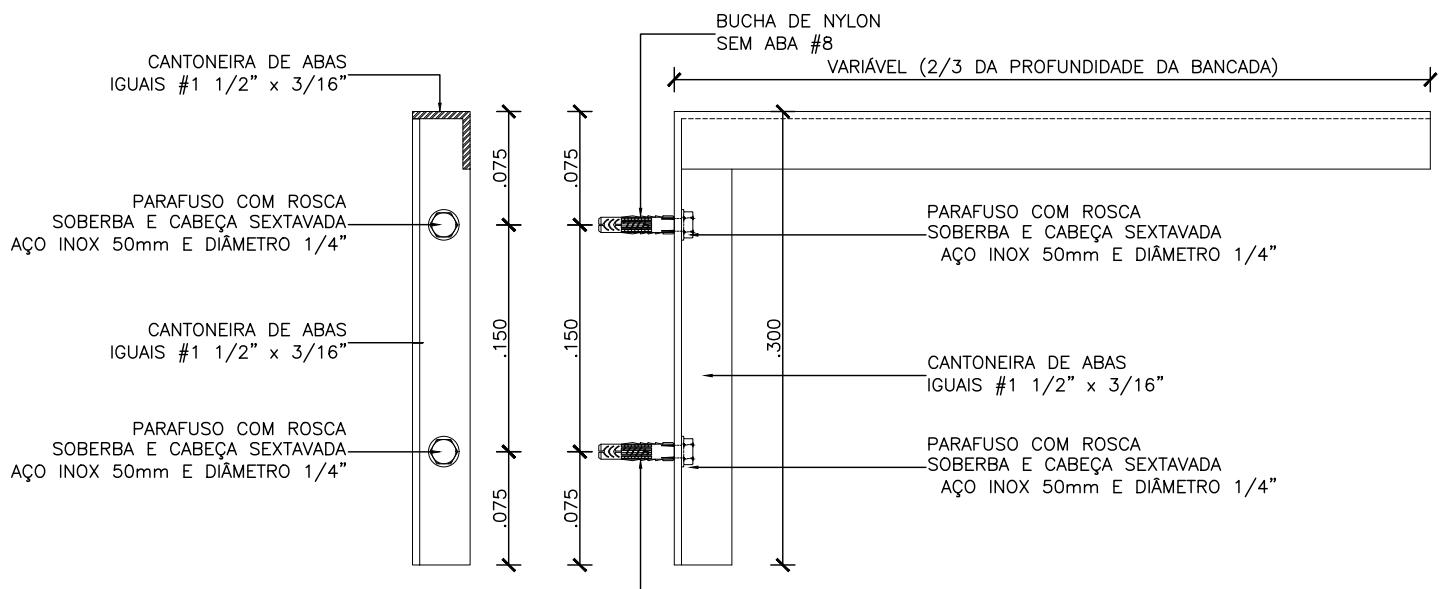 BUCHA DE NYLON
SEM ABA #8
CANTONEIRA DE ABAS
IGUAIS #1 1/2” x 3/16”
VARIÁVEL (2/3 DA PROFUNDIDADE DA BANCADA)
.075
.075
PARAFUSO COM ROSCA
SOBERBA E CABEÇA SEXTAVADA
AÇO INOX 50mm E DIÂMETRO 1/4”
PARAFUSO COM ROSCA
SOBERBA E CABEÇA SEXTAVADA
AÇO INOX 50mm E DIÂMETRO 1/4”
CANTONEIRA DE ABAS
IGUAIS #1 1/2” x 3/16”
.150
.150
.300
CANTONEIRA DE ABAS
IGUAIS #1 1/2” x 3/16”
PARAFUSO COM ROSCA
SOBERBA E CABEÇA SEXTAVADA
AÇO INOX 50mm E DIÂMETRO 1/4”
PARAFUSO COM ROSCA
SOBERBA E CABEÇA SEXTAVADA
AÇO INOX 50mm E DIÂMETRO 1/4”
.075
.075